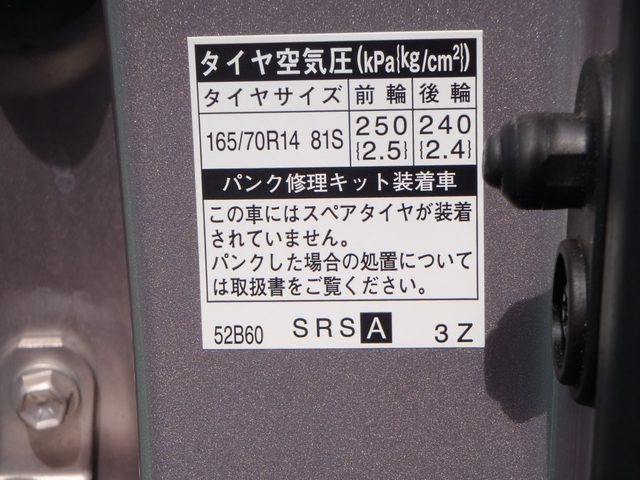 タイヤ空気圧(kPa{kg/cm²})
タイヤサイズ 前輪 後輪
165/70R14 81S 250 240
{2.5} {2.4}
パンク修理キット装着車
この車にはスペアタイヤが装着
されていません。
パンクした場合の処置について
は取扱書をご覧ください。
52B60 SRS A 3Z